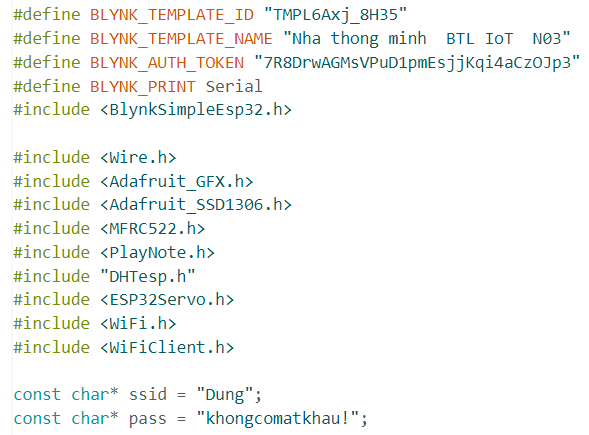 #define BLYNK_TEMPLATE_ID "TMPL6Axj_8H35"
#define BLYNK_TEMPLATE_NAME "Nha thong minh  BTL IoT  N03"
#define BLYNK_AUTH_TOKEN "7R8DrwAGMsVPuD1pmEsjjKqi4aCzOJp3"
#define BLYNK_PRINT Serial
#include <BlynkSimpleEsp32.h>
#include <Wire.h>
#include <Adafruit_GFX.h>
#include <Adafruit_SSD1306.h>
#include <MFRC522.h>
#include <PlayNote.h>
#include "DHTesp.h"
#include <ESP32Servo.h>
#include <WiFi.h>
#include <WiFiClient.h>
const char* ssid = "Dung";
const char* pass = "khongcomatkhau!";